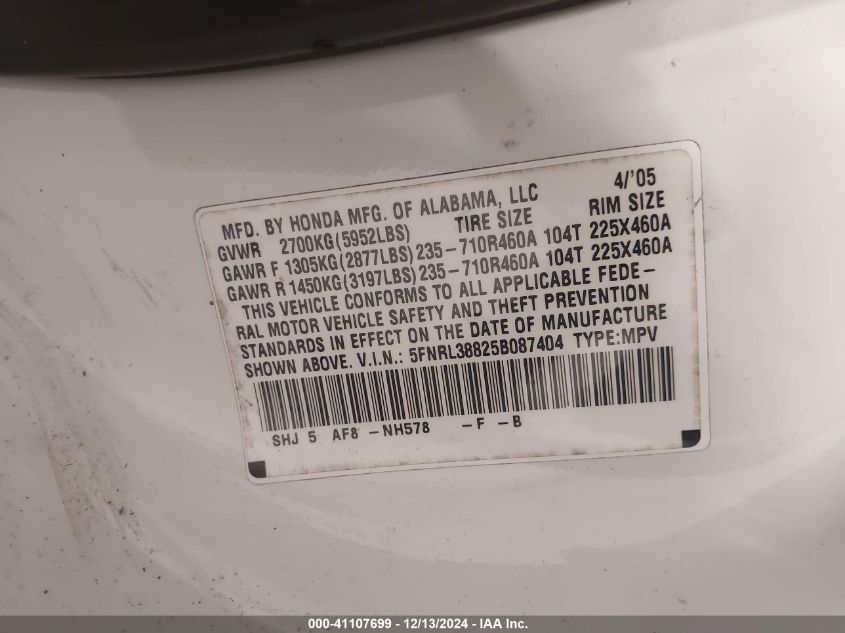 4/'05
MFD. BY HONDA MFG. OF ALABAMA, LLC
GVWR 2700KG(5952LBS) TIRE SIZE RIM SIZE
GAWR F 1305KG(2877LBS)235-710R460A 104T 225X460A
GAWR R 1450KG(3197LBS)235-710R460A 104T 225X460A
THIS VEHICLE CONFORMS TO ALL APPLICABLE FEDE-
RAL MOTOR VEHICLE SAFETY AND THEFT PREVENTION
STANDARDS IN EFFECT ON THE DATE OF MANUFACTURE
SHOWN ABOVE. V.I.N.: 5FNRL38825B087404 TYPE:MPV
SHJ 5 AF8 -NH578 -F -B
000-41107699 - 12/13/2024 - IAA Inc.